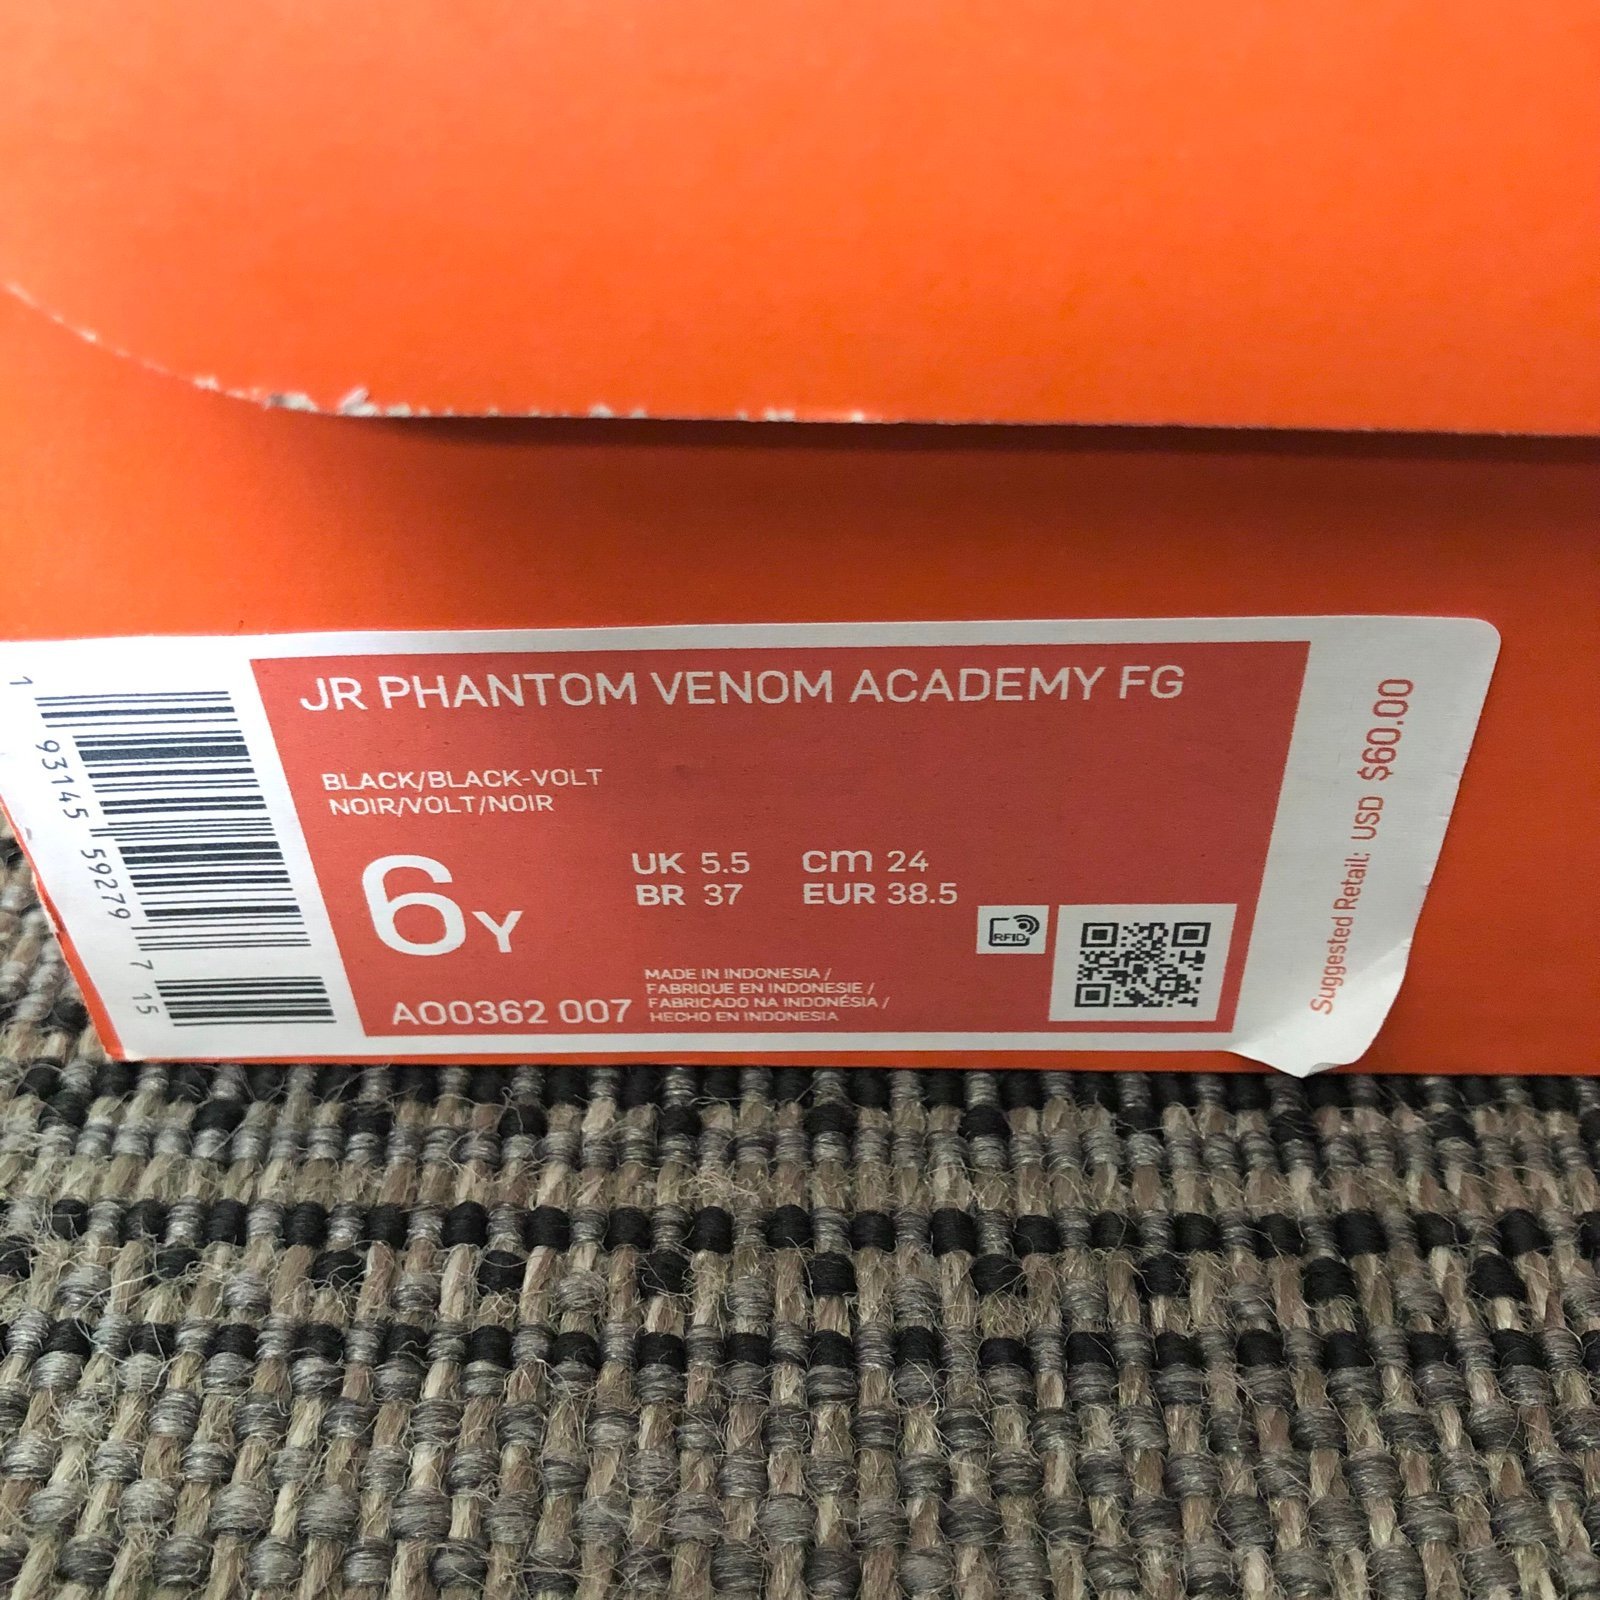 JR PHANTOM VENOM ACADEMY FG
BLACK/BLACK-VOLT
NOIR/VOLT/NOIR
6Y
UK 5.5 cm 24
BR 37 EUR 38.5
RFID
MADE IN INDONESIA /
FABRIQUE EN INDONESIE /
FABRICADO NA INDONÉSIA /
HECHO EN INDONESIA
AO0362 007
1 93145 59279 7 15
Suggested Retail: USD $60.00